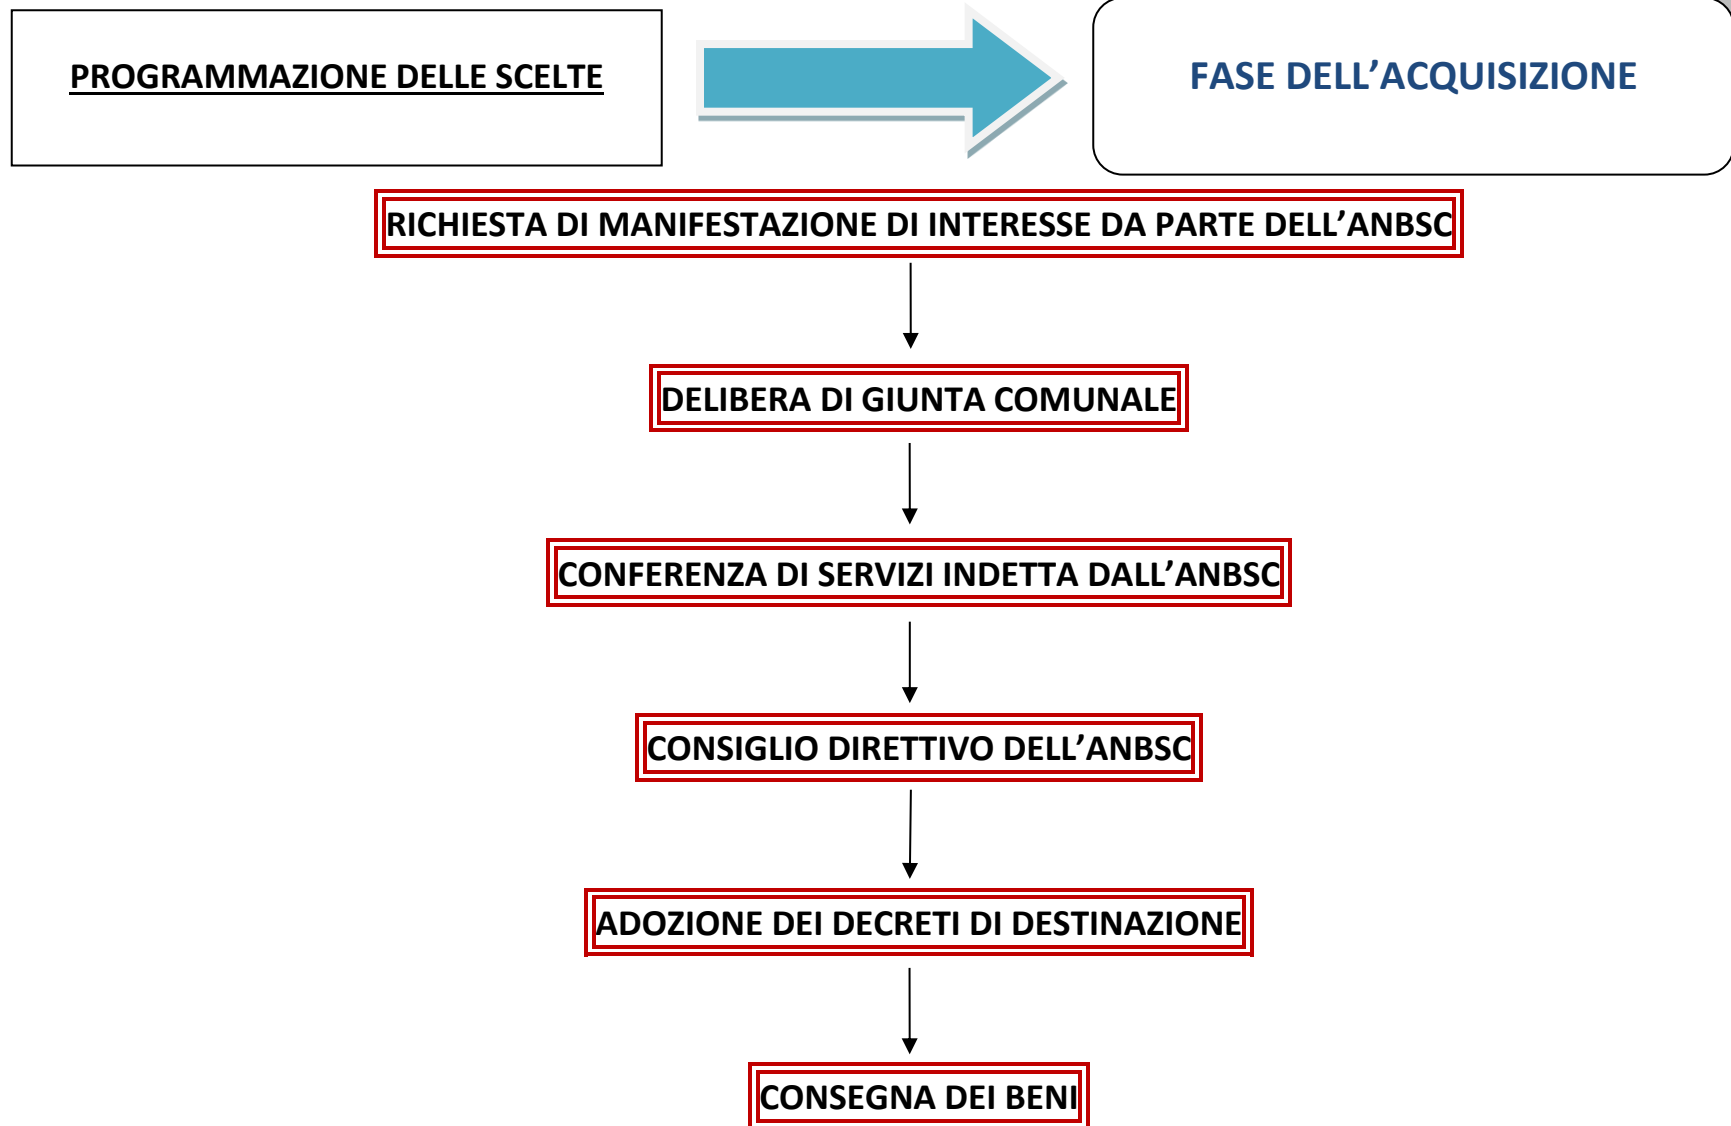 PROGRAMMAZIONE DELLE SCELTE
FASE DELL’ACQUISIZIONE
RICHIESTA DI MANIFESTAZIONE DI INTERESSE DA PARTE DELL’ANBSC
DELIBERA DI GIUNTA COMUNALE
CONFERENZA DI SERVIZI INDETTA DALL’ANBSC
CONSIGLIO DIRETTIVO DELL’ANBSC
ADOZIONE DEI DECRETI DI DESTINAZIONE
CONSEGNA DEI BENI